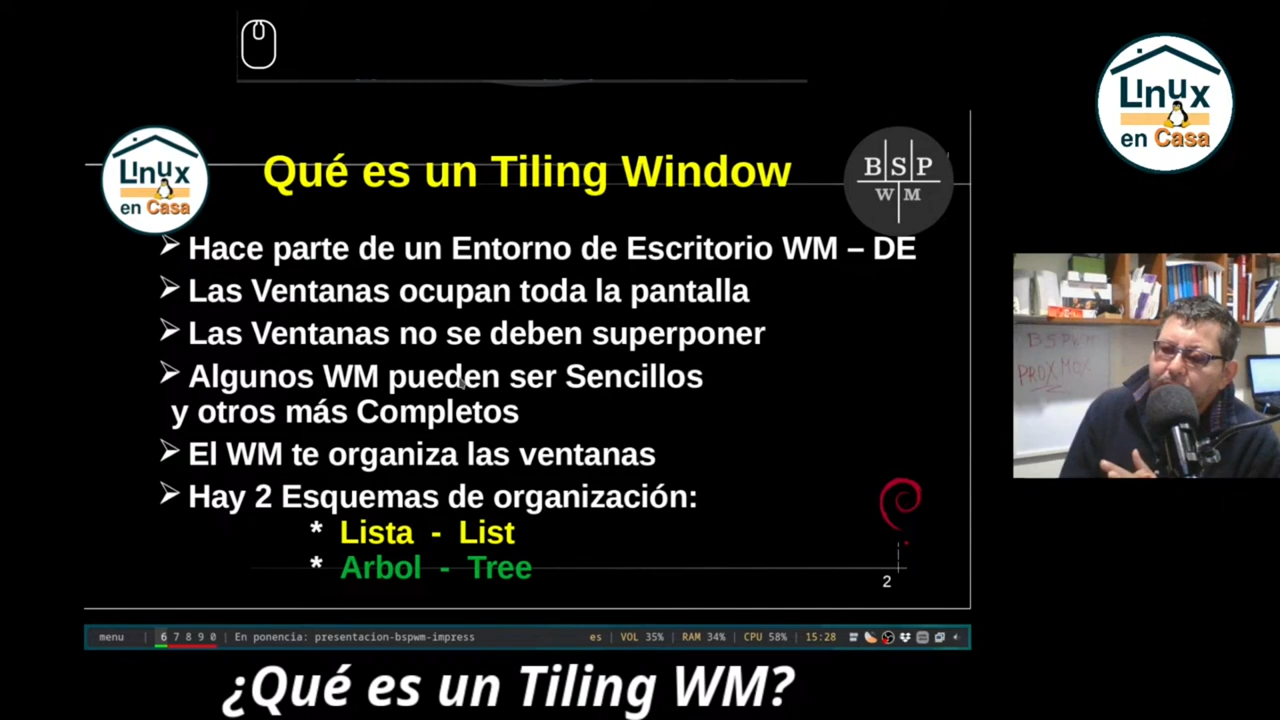 Linux
en Casa
Linux
en Casa
Qué es un Tiling Window
BSP
WM
Hace parte de un Entorno de Escritorio WM – DE
Las Ventanas ocupan toda la pantalla
Las Ventanas no se deben superponer
Algunos WM pueden ser Sencillos
y otros más Completos
El WM te organiza las ventanas
Hay 2 Esquemas de organización:
* Lista - List
* Arbol - Tree
2
BSPWM
PROXMOX
menu | 6 7 8 9 0 | En ponencia: presentacion-bspwm-impress
es | VOL 35% | RAM 34% | CPU 58% | 15:28
¿Qué es un Tiling WM?